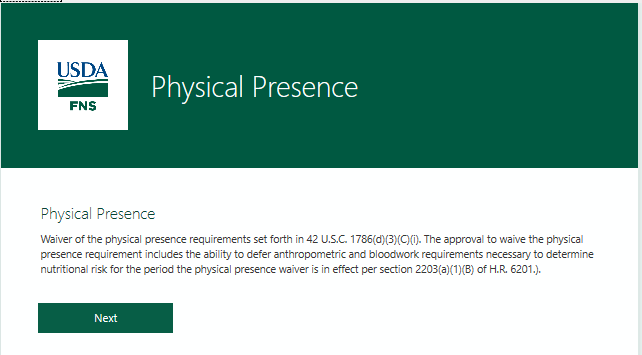 USDA
FNS
Physical Presence
Physical Presence
Waiver of the physical presence requirements set forth in 42 U.S.C. 1786(d)(3)(C)(i). The approval to waive the physical
presence requirement includes the ability to defer anthropometric and bloodwork requirements necessary to determine
nutritional risk for the period the physical presence waiver is in effect per section 2203(a)(1)(B) of H.R. 6201.).
Next